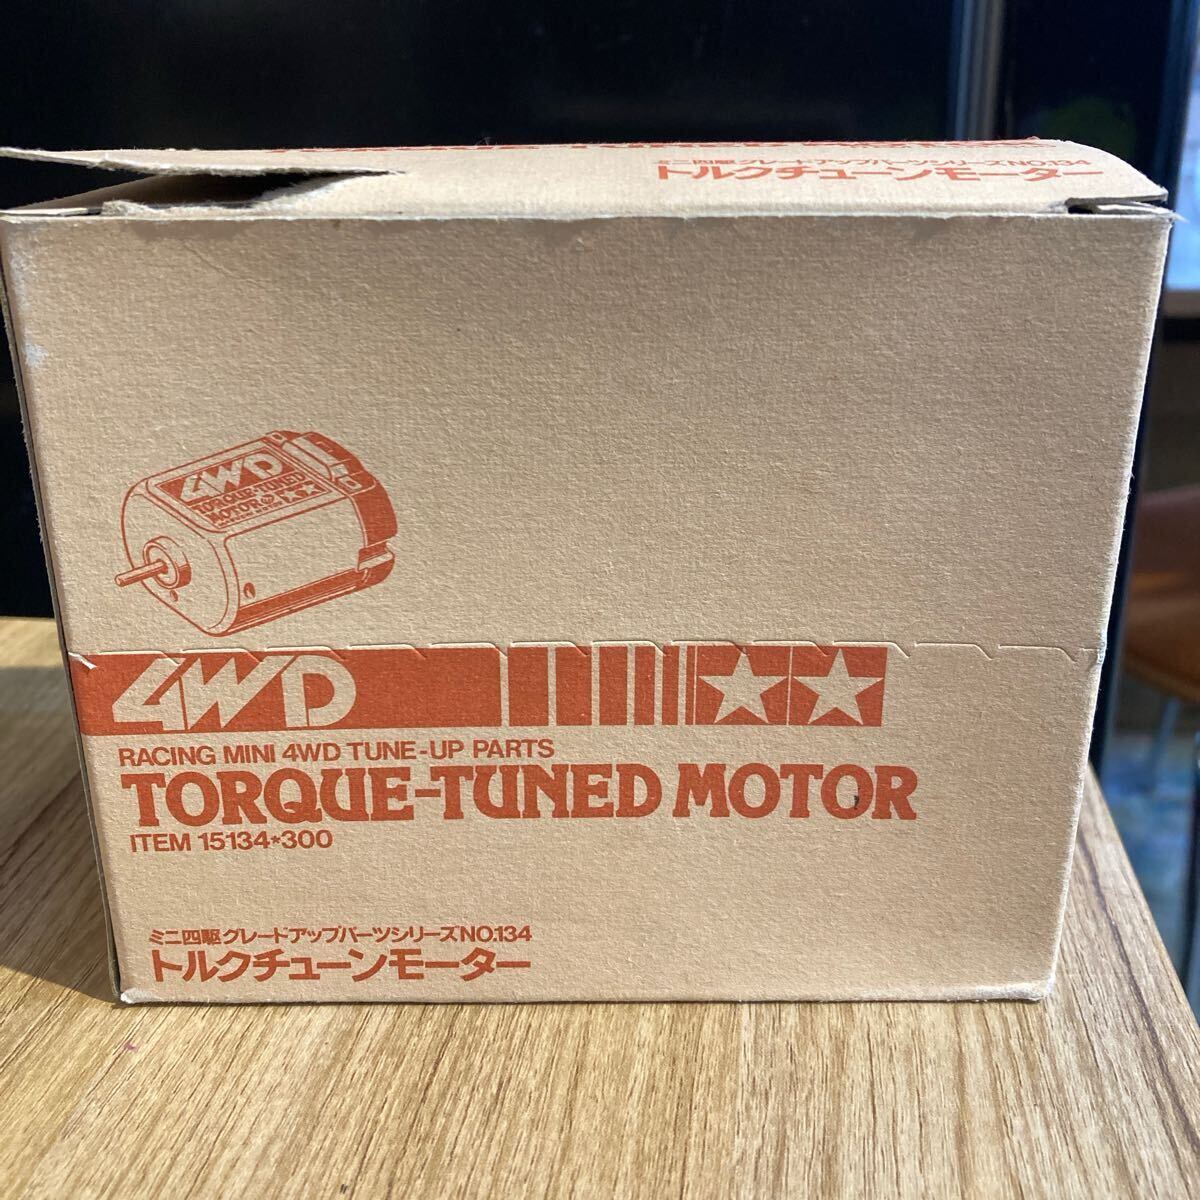 ミニ四駆グレードアップパーツシリーズNO.134
トルクチューンモーター
4WD
TORQUE-TUNED
MOTOR
4WD
RACING MINI 4WD TUNE-UP PARTS
TORQUE-TUNED MOTOR
ITEM 15134*300
ミニ四駆グレードアップパーツシリーズNO.134
トルクチューンモーター